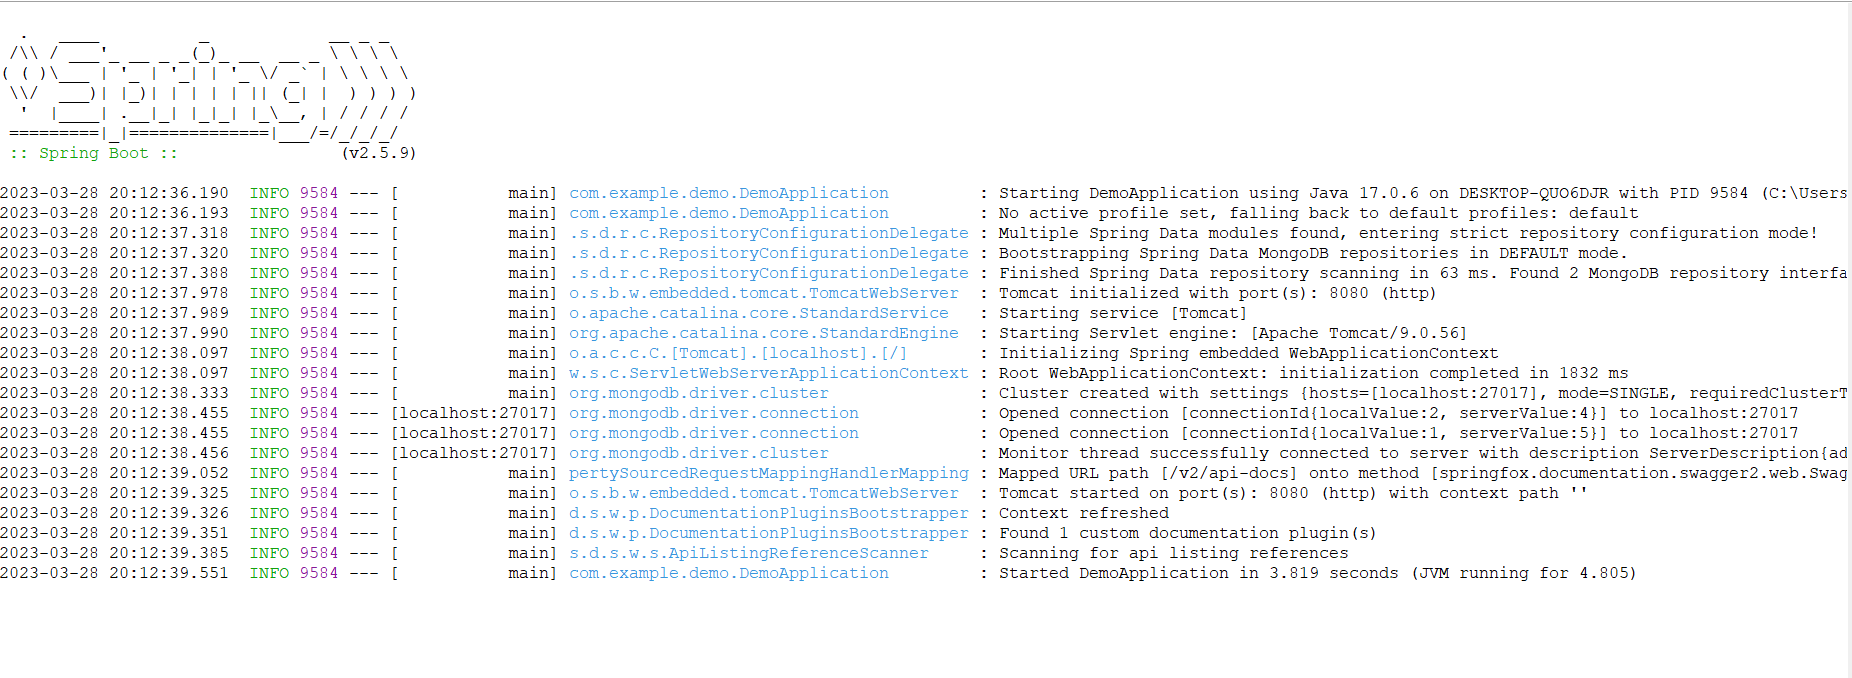 .   ____          _            __ _ _
 /\\ / ___'_ __ _ _(_)_ __  __ _ \ \ \ \
( ( )\___ | '_ | '_| | '_ \/ _` | \ \ \ \
 \\/  ___)| |_)| | | | | || (_| |  ) ) ) )
  '  |____| .__|_| |_|_| |_\__, | / / / /
 =========|_|==============|___/=/_/_/_/
 :: Spring Boot ::                (v2.5.9)
2023-03-28 20:12:36.190  INFO 9584 --- [           main] com.example.demo.DemoApplication         : Starting DemoApplication using Java 17.0.6 on DESKTOP-QUO6DJR with PID 9584 (C:\Users
2023-03-28 20:12:36.193  INFO 9584 --- [           main] com.example.demo.DemoApplication         : No active profile set, falling back to default profiles: default
2023-03-28 20:12:37.318  INFO 9584 --- [           main] .s.d.r.c.RepositoryConfigurationDelegate : Multiple Spring Data modules found, entering strict repository configuration mode!
2023-03-28 20:12:37.320  INFO 9584 --- [           main] .s.d.r.c.RepositoryConfigurationDelegate : Bootstrapping Spring Data MongoDB repositories in DEFAULT mode.
2023-03-28 20:12:37.388  INFO 9584 --- [           main] .s.d.r.c.RepositoryConfigurationDelegate : Finished Spring Data repository scanning in 63 ms. Found 2 MongoDB repository interfa
2023-03-28 20:12:37.978  INFO 9584 --- [           main] o.s.b.w.embedded.tomcat.TomcatWebServer  : Tomcat initialized with port(s): 8080 (http)
2023-03-28 20:12:37.989  INFO 9584 --- [           main] o.apache.catalina.core.StandardService   : Starting service [Tomcat]
2023-03-28 20:12:37.990  INFO 9584 --- [           main] org.apache.catalina.core.StandardEngine  : Starting Servlet engine: [Apache Tomcat/9.0.56]
2023-03-28 20:12:38.097  INFO 9584 --- [           main] o.a.c.c.C.[Tomcat].[localhost].[/]       : Initializing Spring embedded WebApplicationContext
2023-03-28 20:12:38.097  INFO 9584 --- [           main] w.s.c.ServletWebServerApplicationContext : Root WebApplicationContext: initialization completed in 1832 ms
2023-03-28 20:12:38.333  INFO 9584 --- [           main] org.mongodb.driver.cluster               : Cluster created with settings {hosts=[localhost:27017], mode=SINGLE, requiredClusterT
2023-03-28 20:12:38.455  INFO 9584 --- [localhost:27017] org.mongodb.driver.connection            : Opened connection [connectionId{localValue:2, serverValue:4}] to localhost:27017
2023-03-28 20:12:38.455  INFO 9584 --- [localhost:27017] org.mongodb.driver.connection            : Opened connection [connectionId{localValue:1, serverValue:5}] to localhost:27017
2023-03-28 20:12:38.456  INFO 9584 --- [localhost:27017] org.mongodb.driver.cluster               : Monitor thread successfully connected to server with description ServerDescription{ad
2023-03-28 20:12:39.052  INFO 9584 --- [           main] pertySourcedRequestMappingHandlerMapping : Mapped URL path [/v2/api-docs] onto method [springfox.documentation.swagger2.web.Swag
2023-03-28 20:12:39.325  INFO 9584 --- [           main] o.s.b.w.embedded.tomcat.TomcatWebServer  : Tomcat started on port(s): 8080 (http) with context path ''
2023-03-28 20:12:39.326  INFO 9584 --- [           main] d.s.w.p.DocumentationPluginsBootstrapper : Context refreshed
2023-03-28 20:12:39.351  INFO 9584 --- [           main] d.s.w.p.DocumentationPluginsBootstrapper : Found 1 custom documentation plugin(s)
2023-03-28 20:12:39.385  INFO 9584 --- [           main] s.d.s.w.s.ApiListingReferenceScanner     : Scanning for api listing references
2023-03-28 20:12:39.551  INFO 9584 --- [           main] com.example.demo.DemoApplication         : Started DemoApplication in 3.819 seconds (JVM running for 4.805)